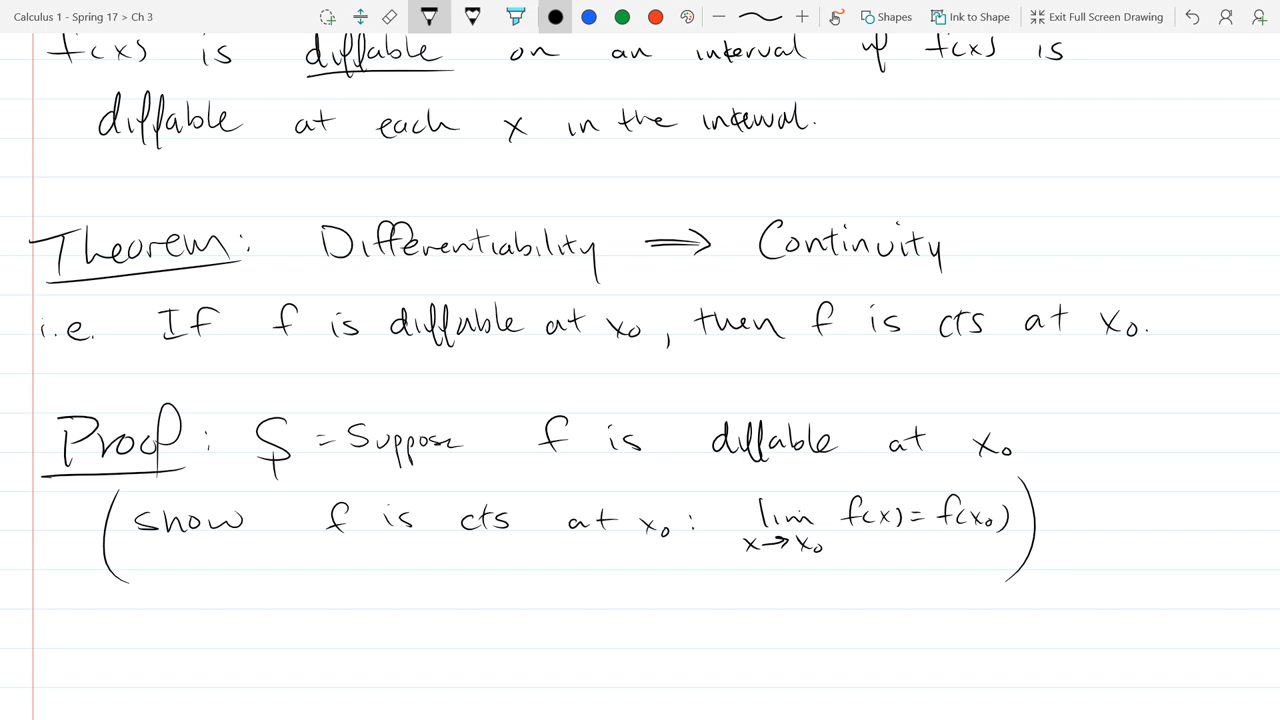 Calculus 1 - Spring 17 > Ch 3
Shapes
Ink to Shape
Exit Full Screen Drawing
f(x) is diffable on an interval if f(x) is
diffable at each x in the interval.
Theorem: Differentiability ⟹ Continuity
i.e. If f is diffable at x₀, then f is cts at x₀.
Proof: $ = Suppose f is diffable at x₀
(show f is cts at x₀: lim x→x₀ f(x) = f(x₀))